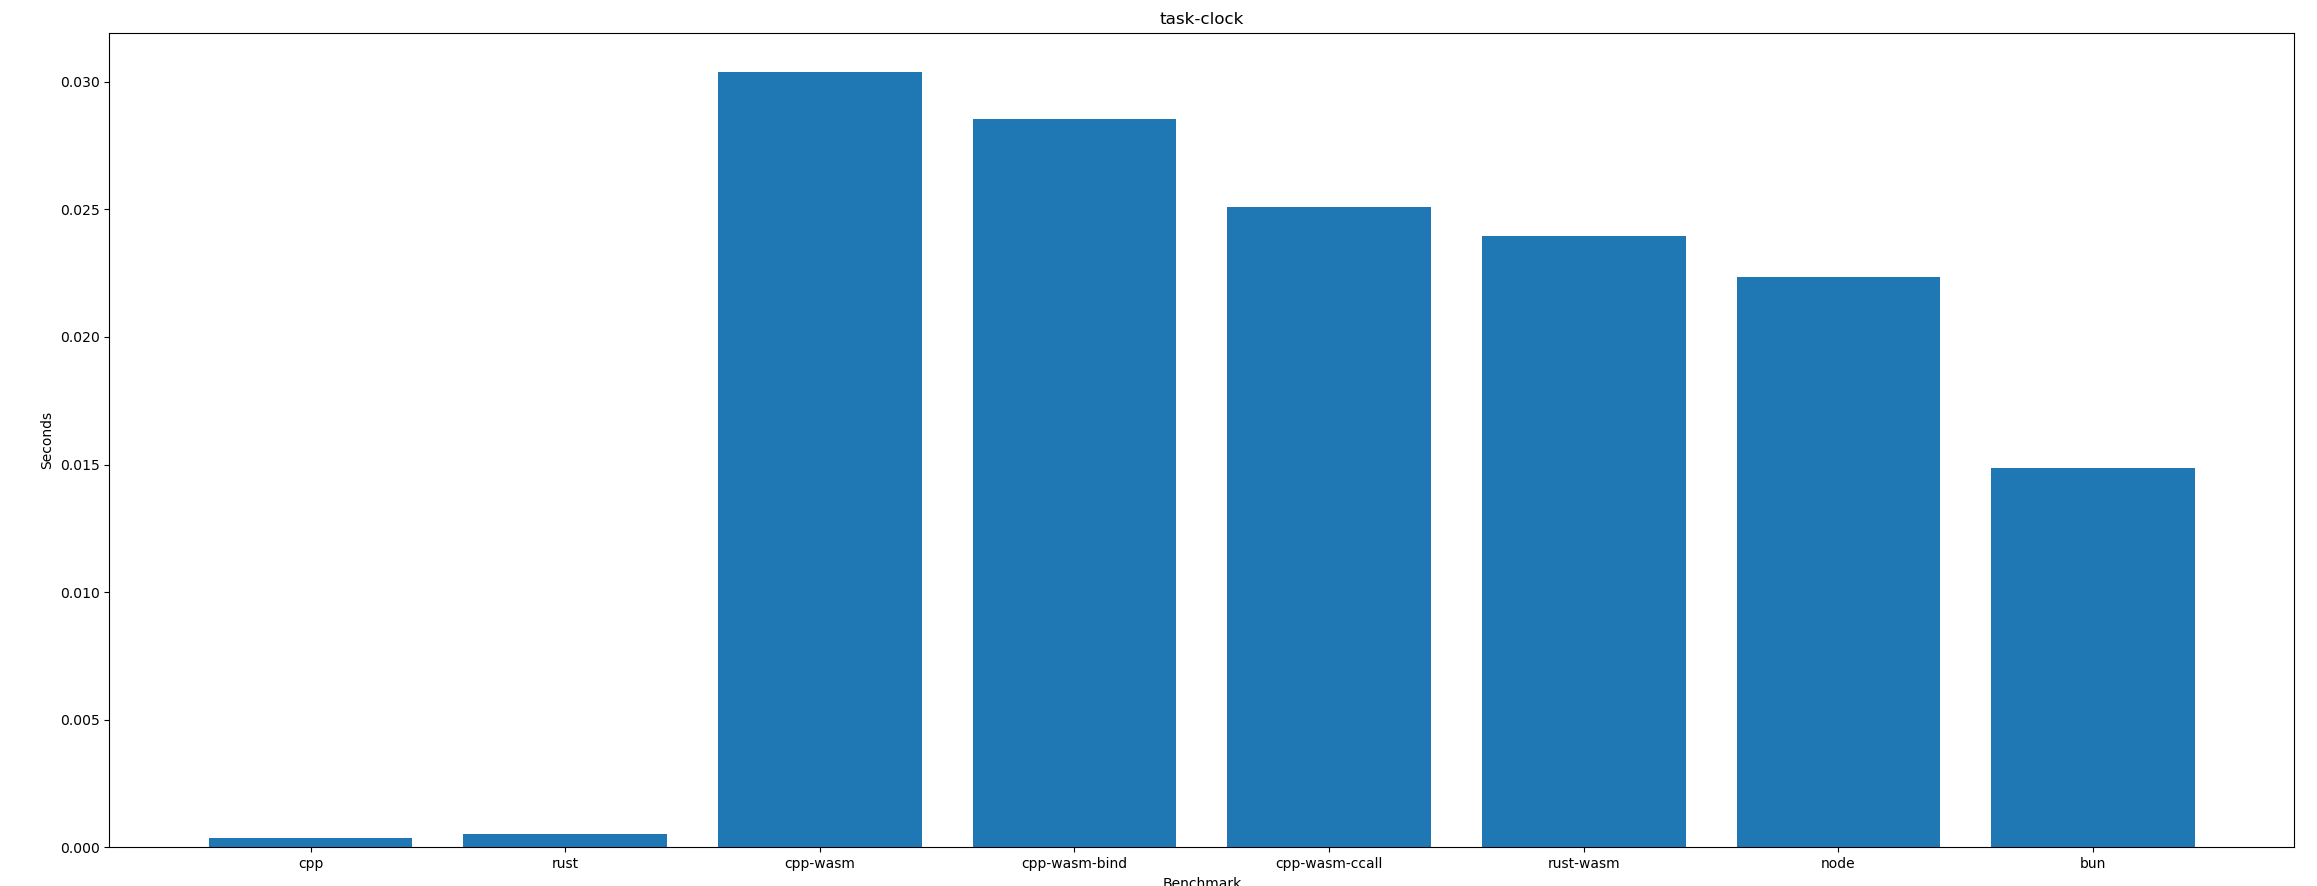 task-clock
0.030
0.025
0.020
0.015
0.010
0.005
0.000
Seconds
cpp rust cpp-wasm cpp-wasm-bind cpp-wasm-ccall rust-wasm node bun
Benchmark